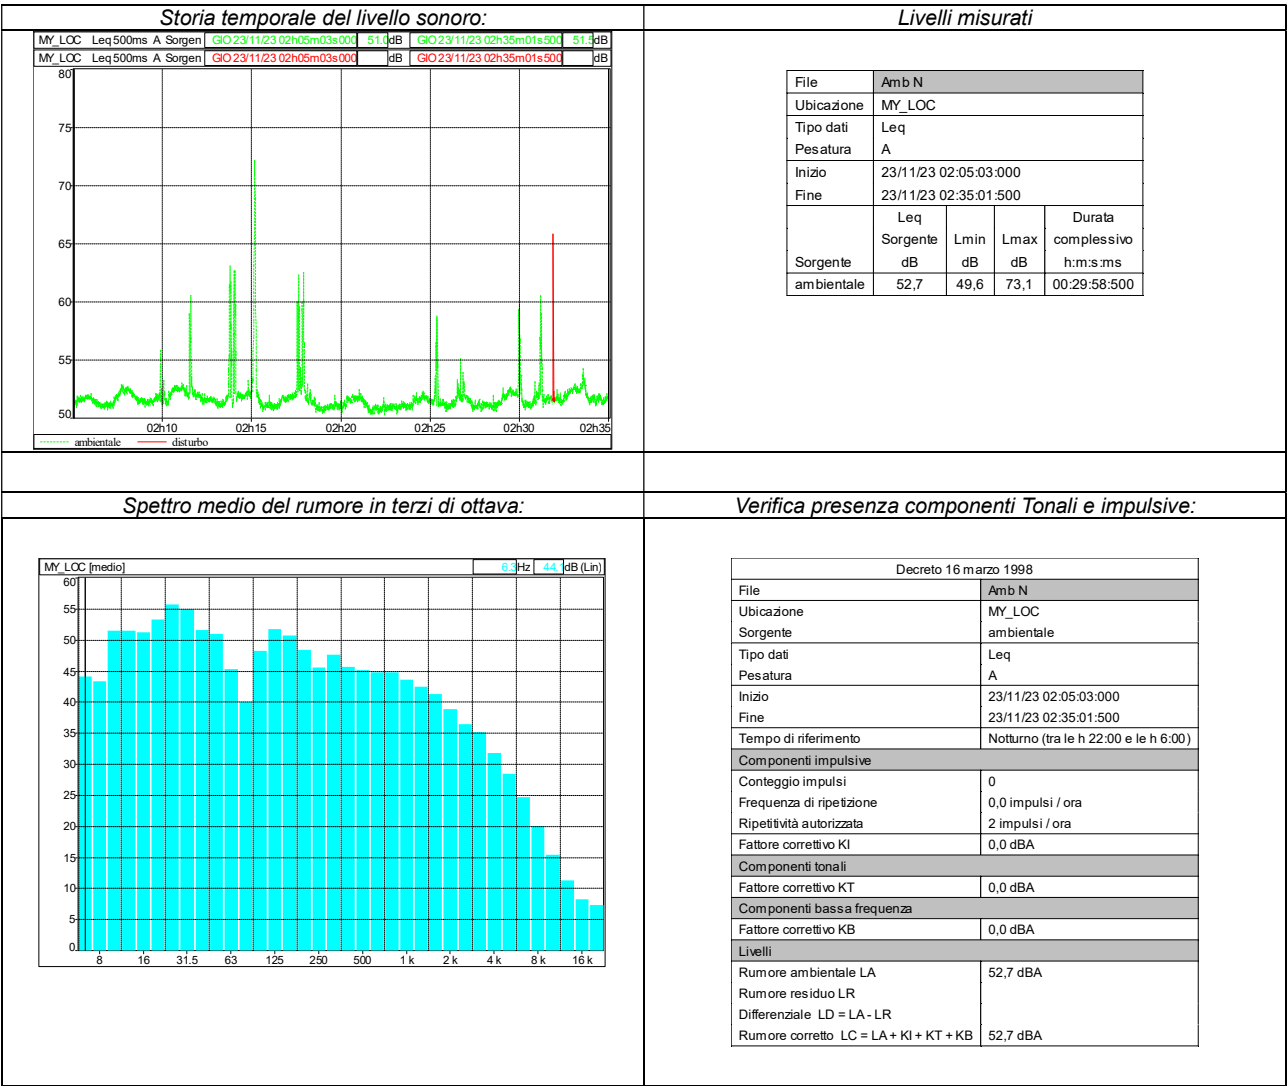 Storia temporale del livello sonoro:
MY_LOC Leq 500ms A Sorgen GIO 23/11/23 02h05m03s000 51.0 dB GIO 23/11/23 02h35m01s500 51.5 dB
MY_LOC Leq 500ms A Sorgen GIO 23/11/23 02h05m03s000 dB GIO 23/11/23 02h35m01s500 dB
80
75
70
65
60
55
50
02h10 02h15 02h20 02h25 02h30 02h35
ambientale disturbo
Livelli misurati
File Amb N
Ubicazione MY_LOC
Tipo dati Leq
Pesatura A
Inizio 23/11/23 02:05:03:000
Fine 23/11/23 02:35:01:500
Leq Durata
Sorgente Lmin Lmax complessivo
Sorgente dB dB dB h:m:s:ms
ambientale 52,7 49,6 73,1 00:29:58:500
Spettro medio del rumore in terzi di ottava:
MY_LOC [medio] 6.3 Hz 44.1 dB (Lin)
60
55
50
45
40
35
30
25
20
15
10
5
0
8 16 31.5 63 125 250 500 1 k 2 k 4 k 8 k 16 k
Verifica presenza componenti Tonali e impulsive:
Decreto 16 marzo 1998
File Amb N
Ubicazione MY_LOC
Sorgente ambientale
Tipo dati Leq
Pesatura A
Inizio 23/11/23 02:05:03:000
Fine 23/11/23 02:35:01:500
Tempo di riferimento Notturno (tra le h 22:00 e le h 6:00)
Componenti impulsive
Conteggio impulsi 0
Frequenza di ripetizione 0,0 impulsi / ora
Ripetitività autorizzata 2 impulsi / ora
Fattore correttivo KI 0,0 dBA
Componenti tonali
Fattore correttivo KT 0,0 dBA
Componenti bassa frequenza
Fattore correttivo KB 0,0 dBA
Livelli
Rumore ambientale LA 52,7 dBA
Rumore residuo LR
Differenziale LD = LA - LR
Rumore corretto LC = LA + KI + KT + KB 52,7 dBA